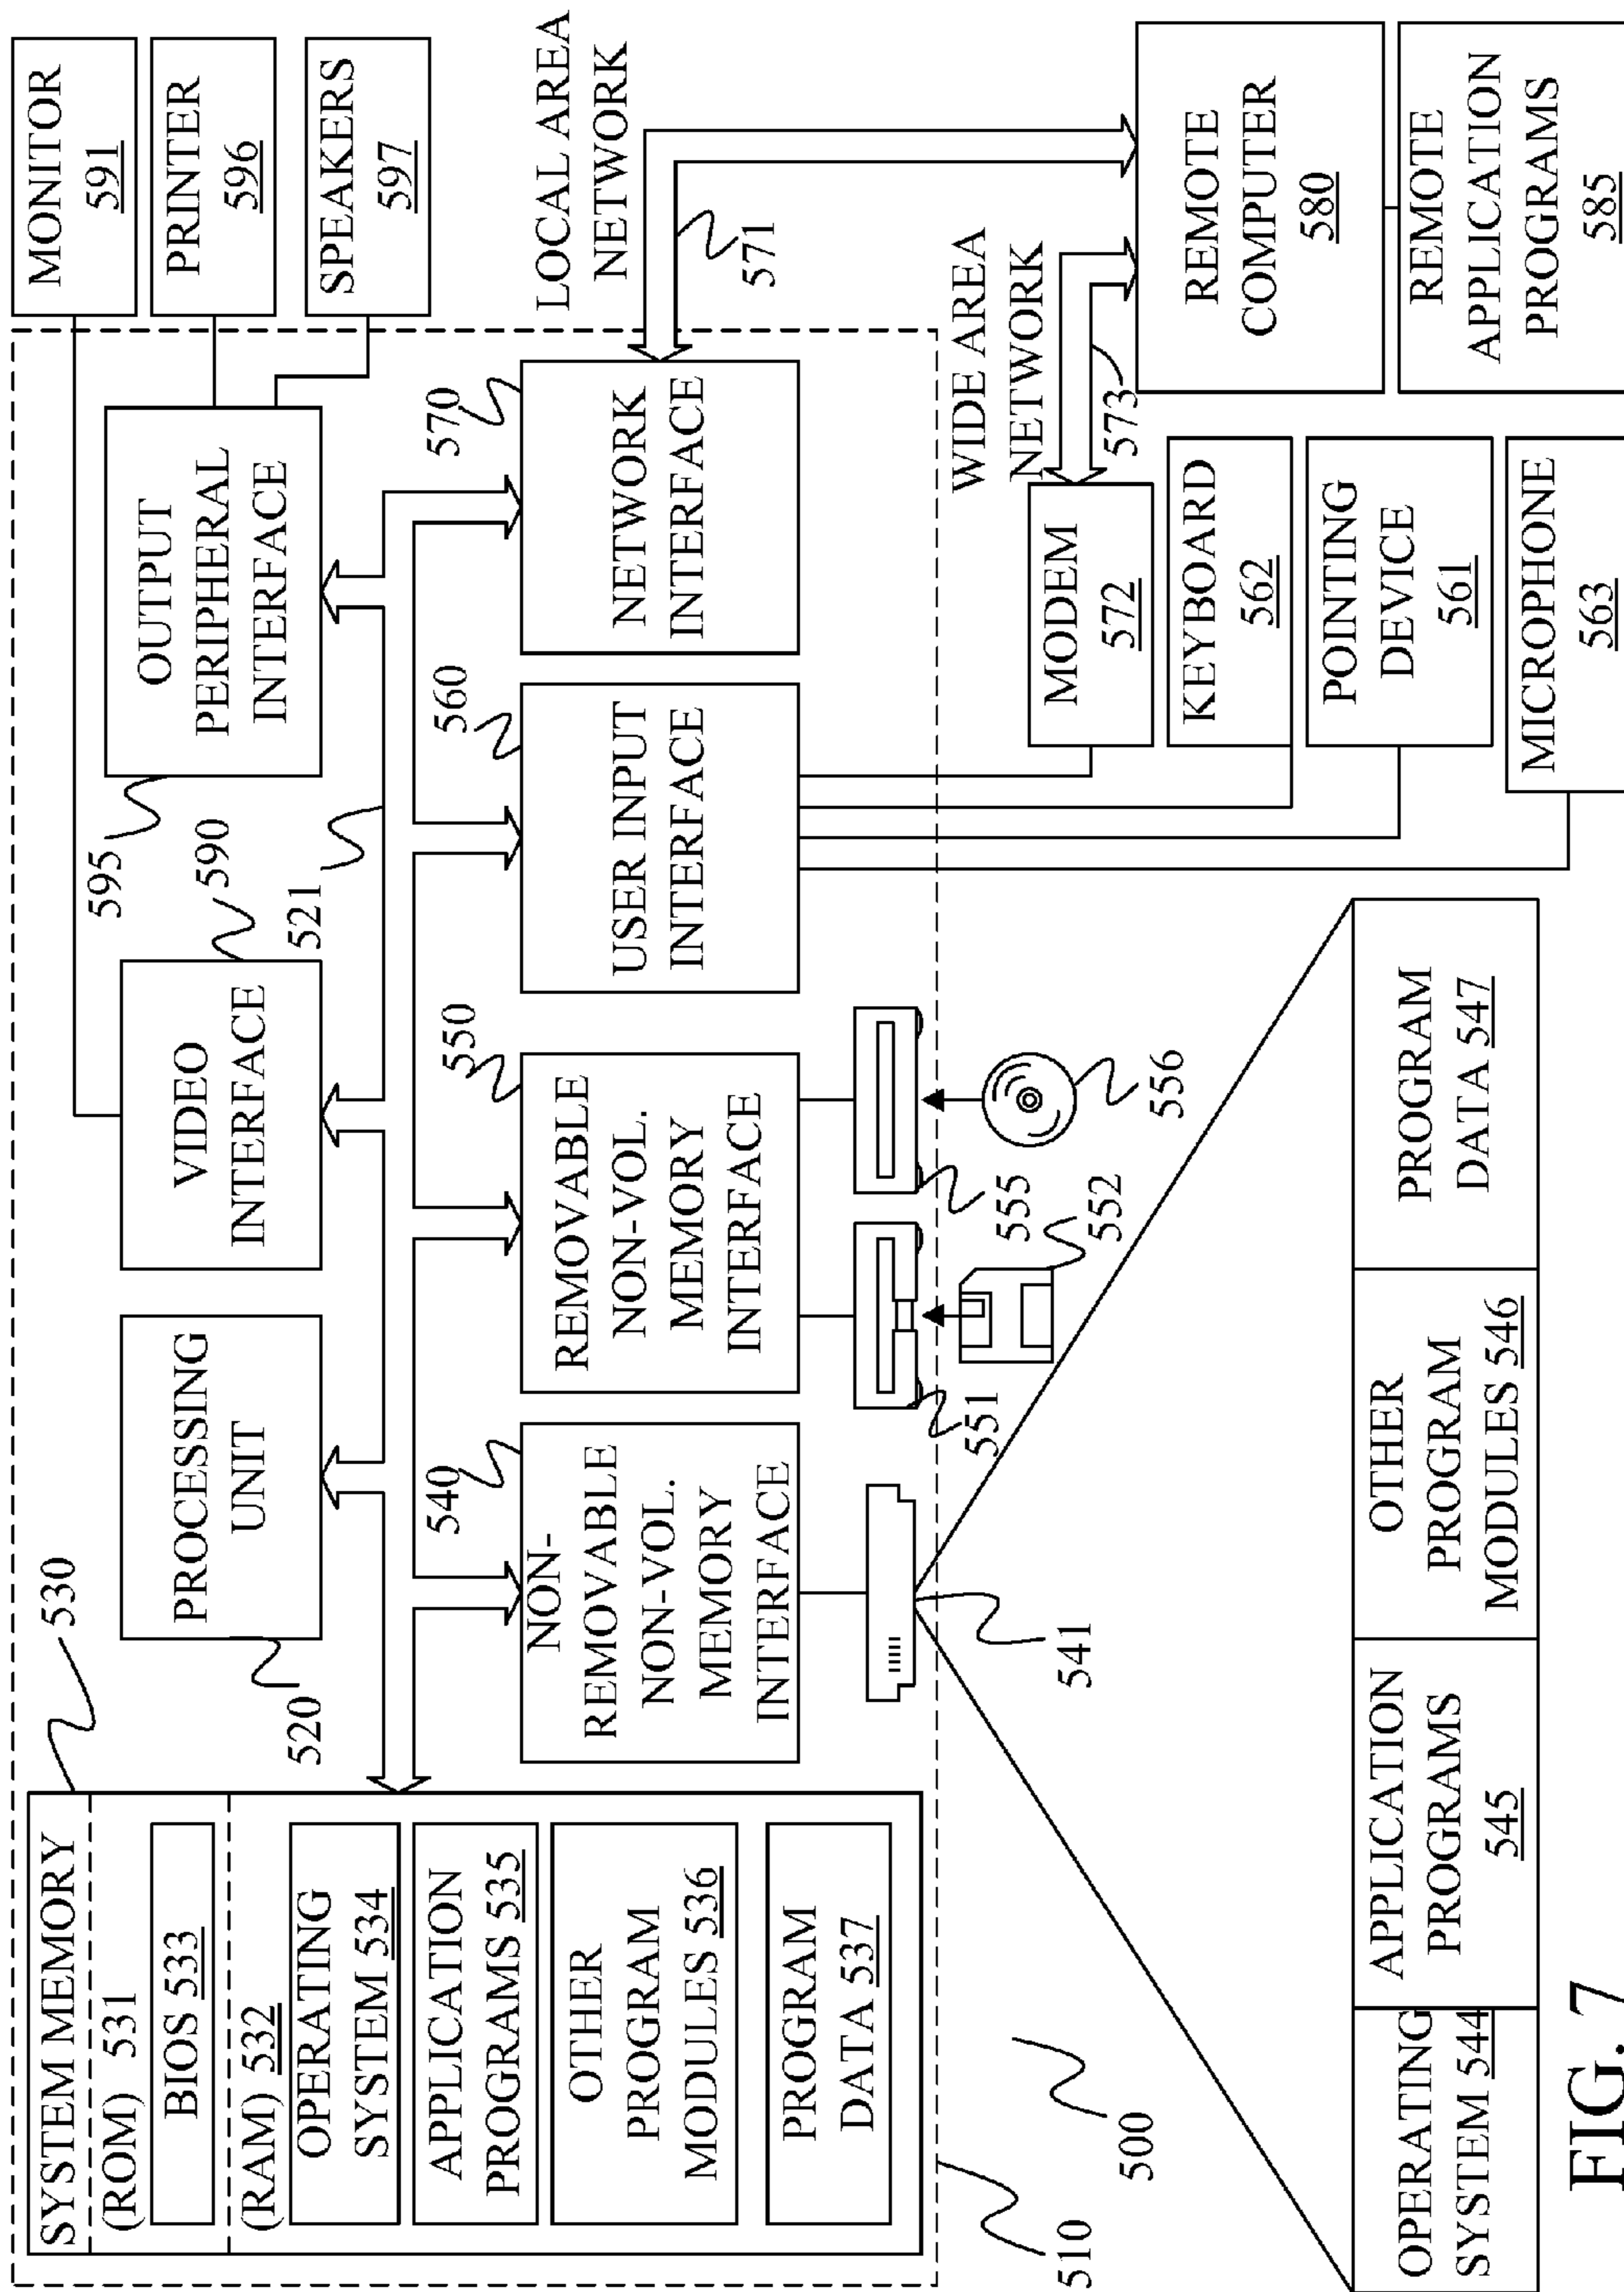 SYSTEM MEMORY
(ROM) 531
BIOS 533
(RAM) 532
OPERATING
SYSTEM 534
APPLICATION
PROGRAMS 535
OTHER
PROGRAM
MODULES 536
PROGRAM
DATA 537
530
520
PROCESSING
UNIT
VIDEO
INTERFACE
590
521
595
OUTPUT
PERIPHERAL
INTERFACE
MONITOR
591
PRINTER
596
SPEAKERS
597
540
NON-
REMOVABLE
NON-VOL.
MEMORY
INTERFACE
550
REMOVABLE
NON-VOL.
MEMORY
INTERFACE
560
USER INPUT
INTERFACE
570
NETWORK
INTERFACE
LOCAL AREA
NETWORK
571
541
551
552
555
556
WIDE AREA
NETWORK
573
MODEM
572
KEYBOARD
562
POINTING
DEVICE
561
MICROPHONE
563
REMOTE
COMPUTER
580
REMOTE
APPLICATION
PROGRAMS
585
510
500
OPERATING
SYSTEM 544
APPLICATION
PROGRAMS
545
OTHER
PROGRAM
MODULES 546
PROGRAM
DATA 547
FIG. 7